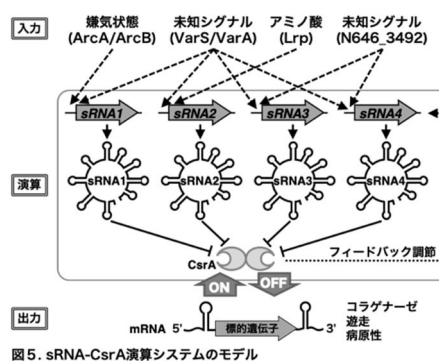 入力
嫌気状態
(ArcA/ArcB)
未知シグナル
(VarS/VarA)
アミノ酸
(Lrp)
未知シグナル
(N646_3492)
sRNA1
sRNA2
sRNA3
sRNA4
演算
sRNA1
sRNA2
sRNA3
sRNA4
CsrA
フィードバック調節
ON
OFF
出力
mRNA 5' 標的遺伝子 3'
コラゲナーゼ
遊走
病原性
図5. sRNA-CsrA演算システムのモデル